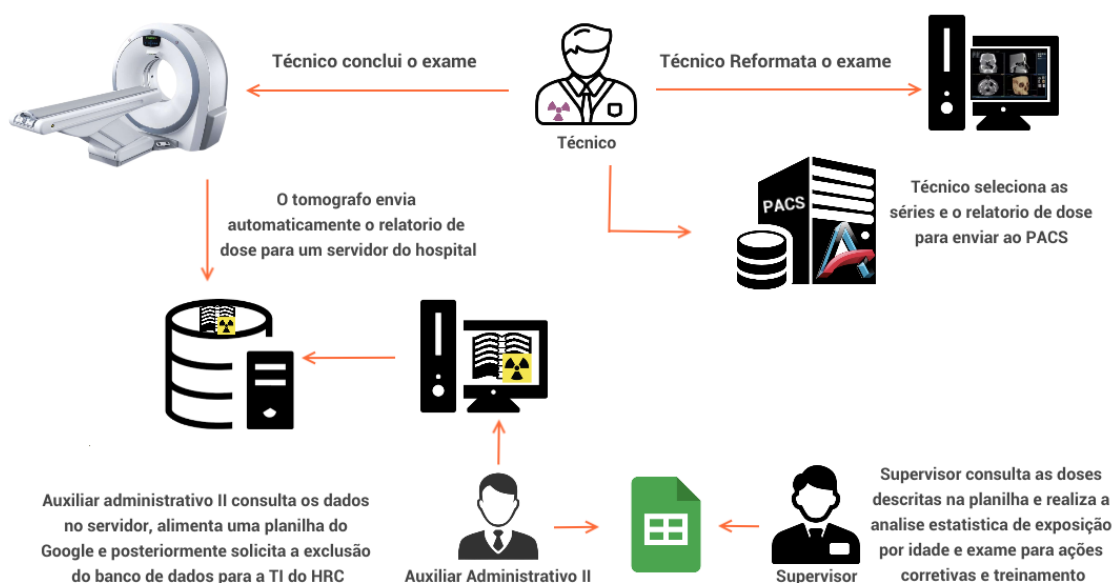 Técnico conclui o exame
Técnico Reformata o exame
Técnico
O tomografo envia
automaticamente o relatorio de
dose para um servidor do hospital
PACS
Técnico seleciona as
séries e o relatorio de dose
para enviar ao PACS
Auxiliar administrativo II consulta os dados
no servidor, alimenta uma planilha do
Google e posteriormente solicita a exclusão
do banco de dados para a TI do HRC
Auxiliar Administrativo II
Supervisor
Supervisor consulta as doses
descritas na planilha e realiza a
analise estatistica de exposição
por idade e exame para ações
corretivas e treinamento